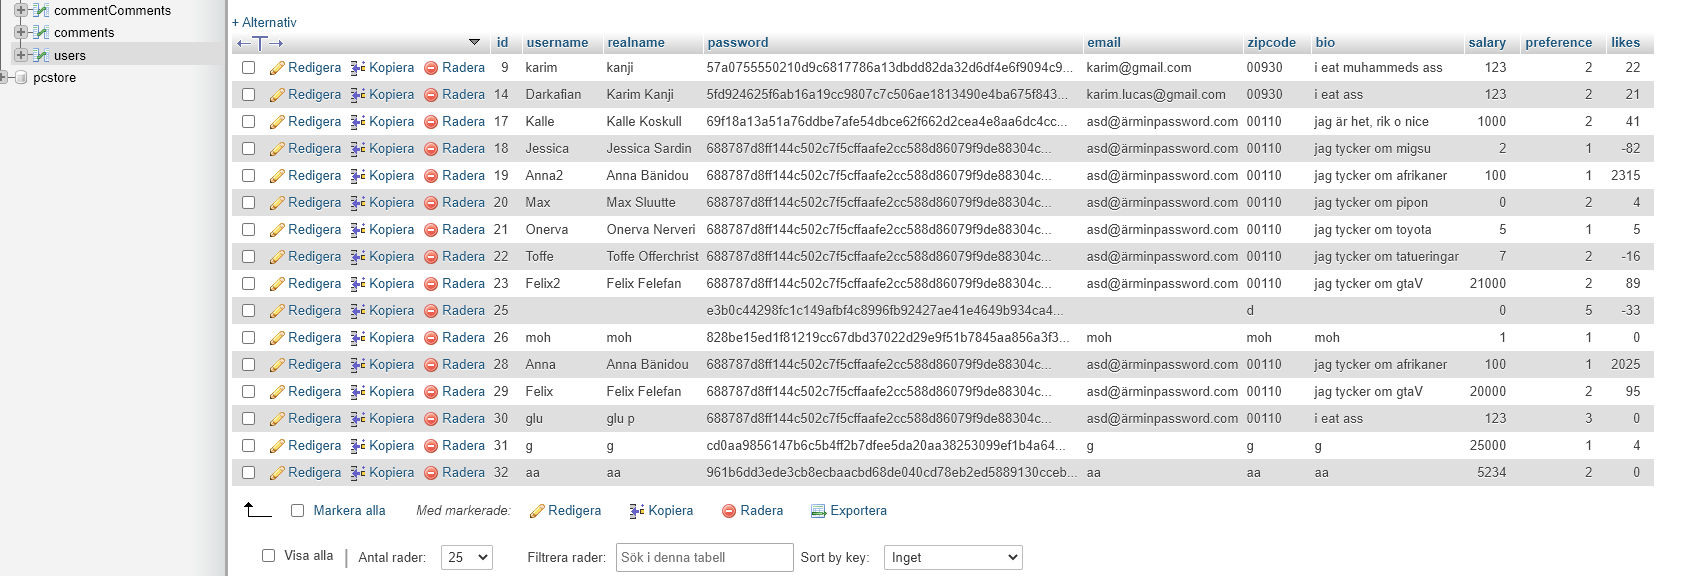 commentComments
comments
users
pcstore
+ Alternativ
id username realname password email zipcode bio salary preference likes
Redigera Kopiera Radera 9 karim kanji 57a0755550210d9c6817786a13dbdd82da32d6df4e6f9094c9... karim@gmail.com 00930 i eat muhammeds ass 123 2 22
Redigera Kopiera Radera 14 Darkafian Karim Kanji 5fd924625f6ab16a19cc9807c7c506ae1813490e4ba675f843... karim.lucas@gmail.com 00930 i eat ass 123 2 21
Redigera Kopiera Radera 17 Kalle Kalle Koskull 69f18a13a51a76ddbe7afe54dbce62f662d2cea4e8aa6dc4cc... asd@ärminpassword.com 00110 jag är het, rik o nice 1000 2 41
Redigera Kopiera Radera 18 Jessica Jessica Sardin 688787d8ff144c502c7f5cffaafe2cc588d86079f9de88304c... asd@ärminpassword.com 00110 jag tycker om migsu 2 1 -82
Redigera Kopiera Radera 19 Anna2 Anna Bänidou 688787d8ff144c502c7f5cffaafe2cc588d86079f9de88304c... asd@ärminpassword.com 00110 jag tycker om afrikaner 100 1 2315
Redigera Kopiera Radera 20 Max Max Sluutte 688787d8ff144c502c7f5cffaafe2cc588d86079f9de88304c... asd@ärminpassword.com 00110 jag tycker om pipon 0 2 4
Redigera Kopiera Radera 21 Onerva Onerva Nerveri 688787d8ff144c502c7f5cffaafe2cc588d86079f9de88304c... asd@ärminpassword.com 00110 jag tycker om toyota 5 1 5
Redigera Kopiera Radera 22 Toffe Toffe Offerchrist 688787d8ff144c502c7f5cffaafe2cc588d86079f9de88304c... asd@ärminpassword.com 00110 jag tycker om tatueringar 7 2 -16
Redigera Kopiera Radera 23 Felix2 Felix Felefan 688787d8ff144c502c7f5cffaafe2cc588d86079f9de88304c... asd@ärminpassword.com 00110 jag tycker om gtaV 21000 2 89
Redigera Kopiera Radera 25 e3b0c44298fc1c149afbf4c8996fb92427ae41e4649b934ca4... d 0 5 -33
Redigera Kopiera Radera 26 moh moh 828be15ed1f81219cc67dbd37022d29e9f51b7845aa856a3f3... moh moh moh 1 1 0
Redigera Kopiera Radera 28 Anna Anna Bänidou 688787d8ff144c502c7f5cffaafe2cc588d86079f9de88304c... asd@ärminpassword.com 00110 jag tycker om afrikaner 100 1 2025
Redigera Kopiera Radera 29 Felix Felix Felefan 688787d8ff144c502c7f5cffaafe2cc588d86079f9de88304c... asd@ärminpassword.com 00110 jag tycker om gtaV 20000 2 95
Redigera Kopiera Radera 30 glu glu p 688787d8ff144c502c7f5cffaafe2cc588d86079f9de88304c... asd@ärminpassword.com 00110 i eat ass 123 3 0
Redigera Kopiera Radera 31 g g cd0aa9856147b6c5b4ff2b7dfee5da20aa38253099ef1b4a64... g g g 25000 1 4
Redigera Kopiera Radera 32 aa aa 961b6dd3ede3cb8ecbaacbd68de040cd78eb2ed5889130cceb... aa aa aa 5234 2 0
Markera alla Med markerade: Redigera Kopiera Radera Exportera
Visa alla Antal rader: 25 Filtrera rader: Sök i denna tabell Sort by key: Inget